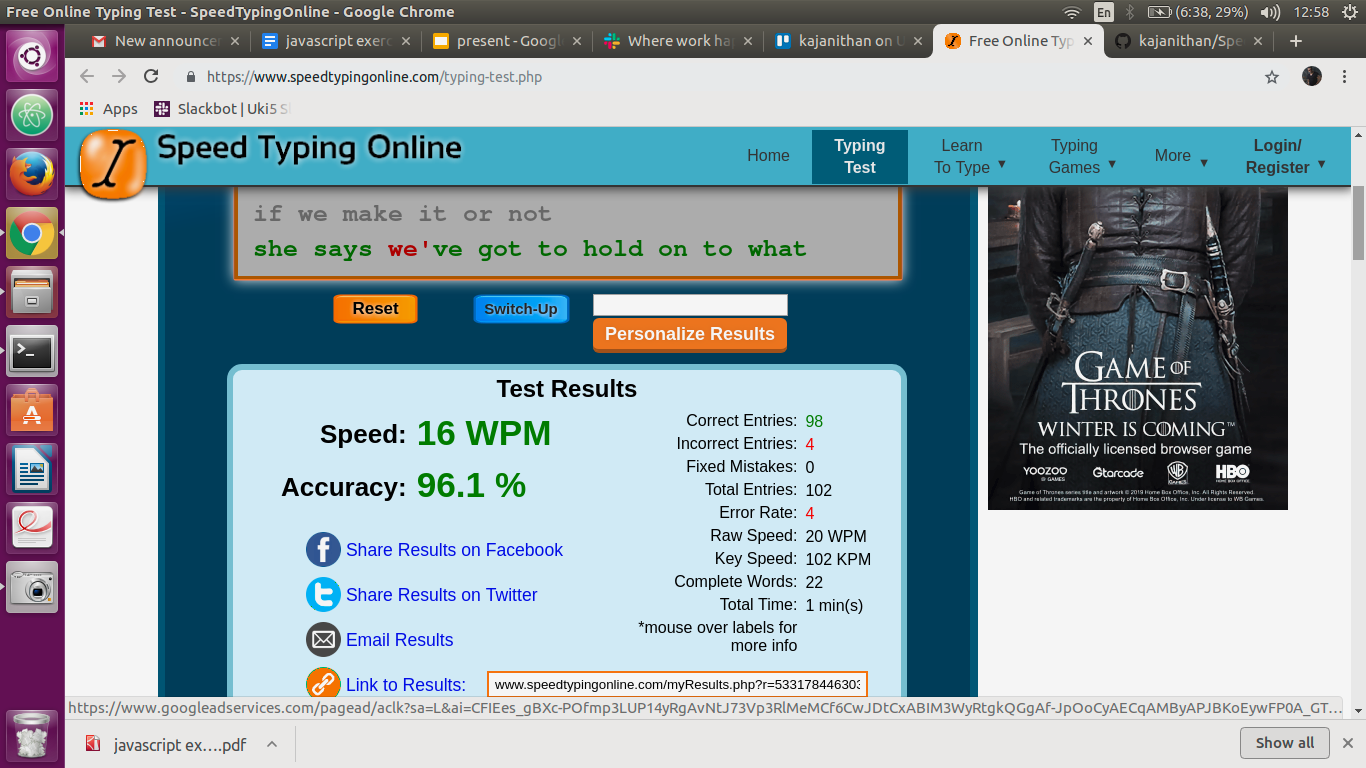 Free Online Typing Test - SpeedTypingOnline - Google Chrome
En (6:38, 29%) 12:58
New announcer
javascript exerc
present - Googl
Where work hap
kajanithan on U
Free Online Typ
kajanithan/Spe
https://www.speedtypingonline.com/typing-test.php
Apps
Slackbot | Uki5 Sl
Speed Typing Online
Home
Typing Test
Learn To Type
Typing Games
More
Login/ Register
if we make it or not
she says we've got to hold on to what
Reset
Switch-Up
Personalize Results
Test Results
Speed: 16 WPM
Accuracy: 96.1 %
Share Results on Facebook
Share Results on Twitter
Email Results
Link to Results: www.speedtypingonline.com/myResults.php?r=533178446303
Correct Entries: 98
Incorrect Entries: 4
Fixed Mistakes: 0
Total Entries: 102
Error Rate: 4
Raw Speed: 20 WPM
Key Speed: 102 KPM
Complete Words: 22
Total Time: 1 min(s)
*mouse over labels for
more info
GAME OF
THRONES
WINTER IS COMING™
The officially licensed browser game
YOOZOO GAMES Gtarcade WB GAMES HBO
Game of Thrones series title and artwork © 2019 Home Box Office, Inc. All Rights Reserved.
HBO and related trademarks are the property of Home Box Office, Inc. Under license to WB Games.
https://www.googleadservices.com/pagead/aclk?sa=L&ai=CFIEes_gBXc-POfmp3LUP14yRgAvNtJ73Vp3RlMeMCf6CwJDtCxABIM3WyRtgkQGgAf-JpOoCyAECqAMByAPJBKoEywFP0A_GT...
javascript ex....pdf
Show all